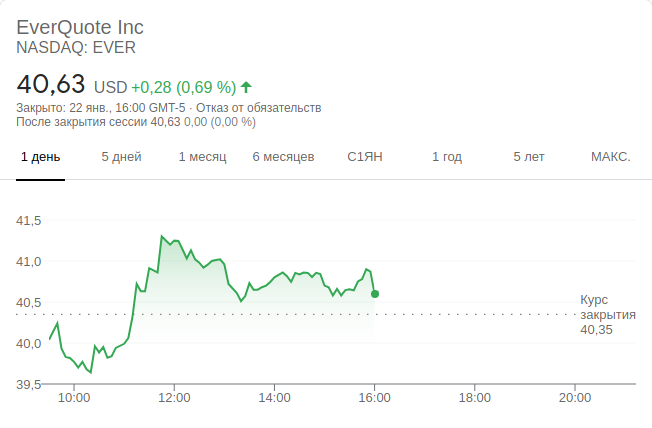 EverQuote Inc
NASDAQ: EVER
40,63 USD +0,28 (0,69 %)
Закрыто: 22 янв., 16:00 GMT-5 · Отказ от обязательств
После закрытия сессии 40,63 0,00 (0,00 %)
1 день 5 дней 1 месяц 6 месяцев С1ЯН 1 год 5 лет МАКС.
41,5
41,0
40,5
Курс
закрытия
40,35
40,0
39,5
10:00 12:00 14:00 16:00 18:00 20:00